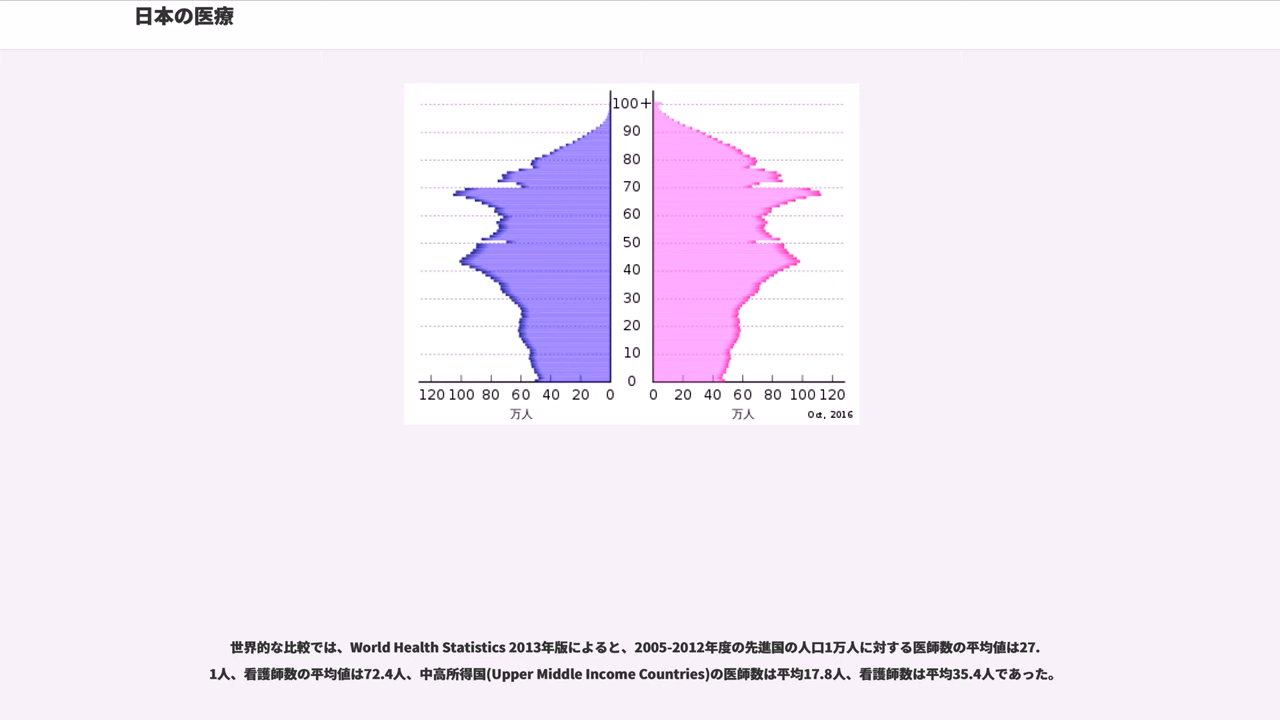 日本の医療
100+
90
80
70
60
50
40
30
20
10
0
120 100 80 60 40 20 0
0 20 40 60 80 100 120
万人
万人
Oct, 2016
世界的な比較では、World Health Statistics 2013年版によると、2005-2012年度の先進国の人口1万人に対する医師数の平均値は27.
1人、看護師数の平均値は72.4人、中高所得国(Upper Middle Income Countries)の医師数は平均17.8人、看護師数は平均35.4人であった。